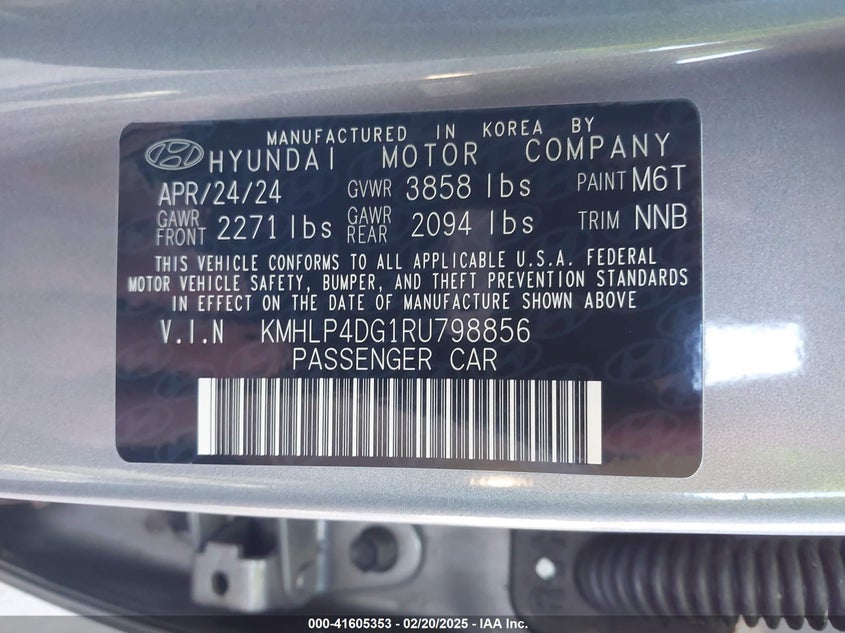 MANUFACTURED IN KOREA BY
HYUNDAI MOTOR COMPANY
APR/24/24 GVWR 3858 lbs PAINT M6T
GAWR FRONT 2271 lbs GAWR REAR 2094 lbs TRIM NNB
THIS VEHICLE CONFORMS TO ALL APPLICABLE U.S.A. FEDERAL
MOTOR VEHICLE SAFETY, BUMPER, AND THEFT PREVENTION STANDARDS
IN EFFECT ON THE DATE OF MANUFACTURE SHOWN ABOVE
V.I.N KMHLP4DG1RU798856
PASSENGER CAR
000-41605353 - 02/20/2025 - IAA Inc.